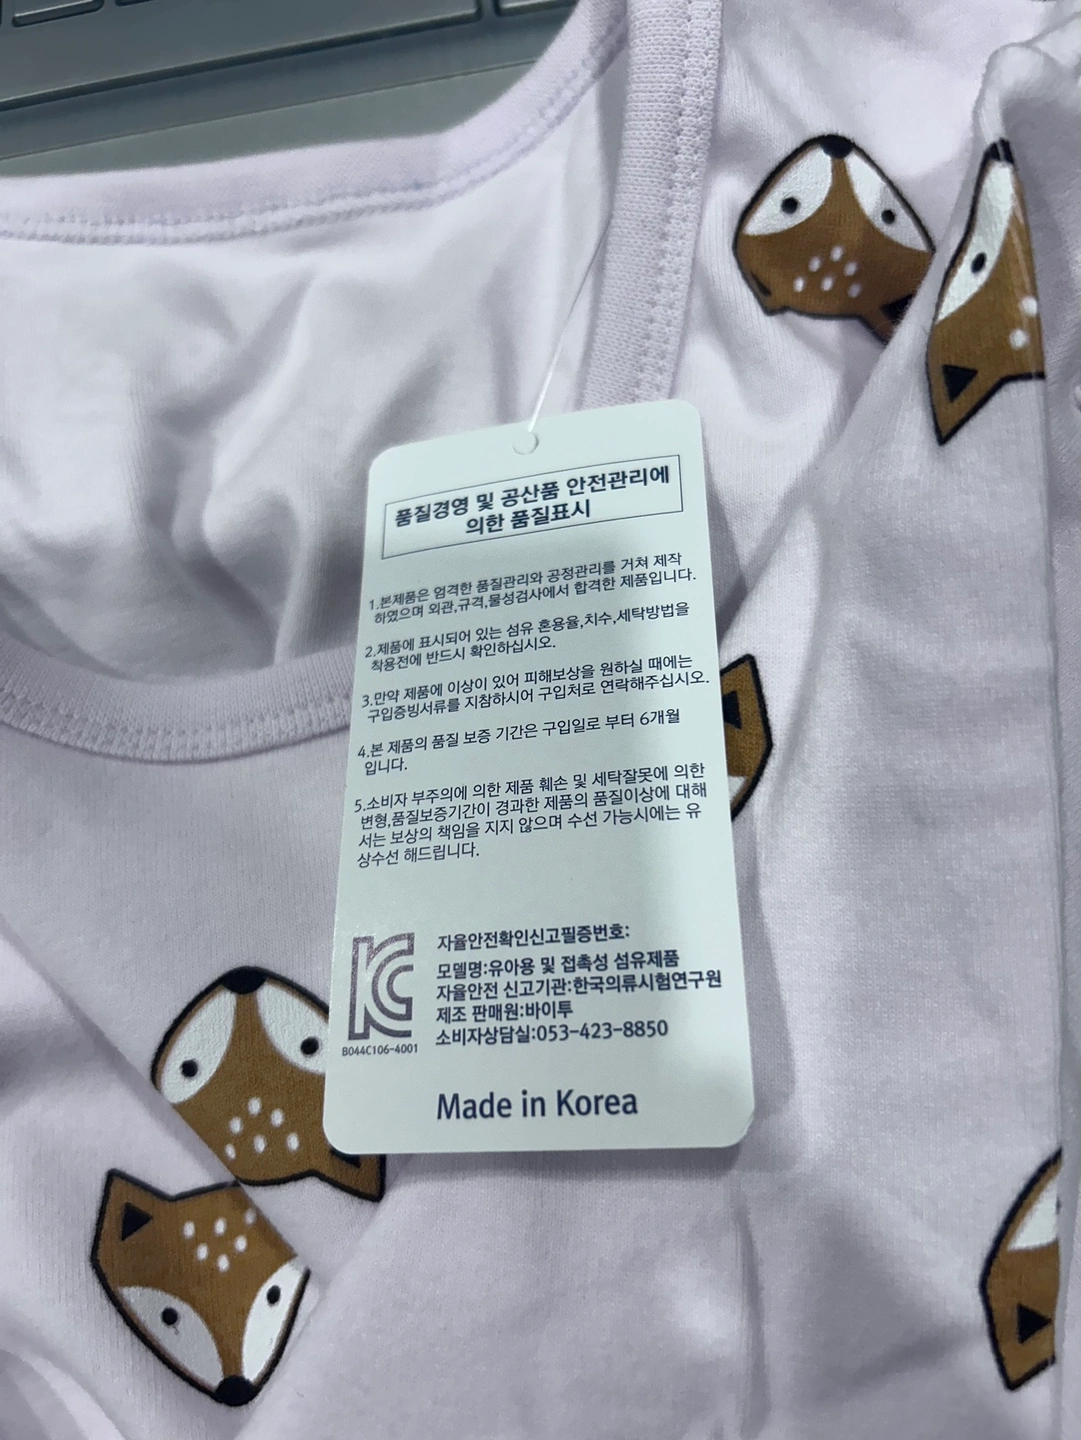 품질경영 및 공산품 안전관리에
의한 품질표시
1.본제품은 엄격한 품질관리와 공정관리를 거쳐 제작
하였으며 외관,규격,물성검사에서 합격한 제품입니다.
2.제품에 표시되어 있는 섬유 혼용율,치수,세탁방법을
착용전에 반드시 확인하십시오.
3.만약 제품에 이상이 있어 피해보상을 원하실 때에는
구입증빙서류를 지참하시어 구입처로 연락해주십시오.
4.본 제품의 품질 보증 기간은 구입일로 부터 6개월
입니다.
5.소비자 부주의에 의한 제품 훼손 및 세탁잘못에 의한
변형,품질보증기간이 경과한 제품의 품질이상에 대해
서는 보상의 책임을 지지 않으며 수선 가능시에는 유
상수선 해드립니다.
자율안전확인신고필증번호:
모델명:유아용 및 접촉성 섬유제품
자율안전 신고기관:한국의류시험연구원
제조 판매원:바이투
소비자상담실:053-423-8850
KC
B044C106-4001
Made in Korea